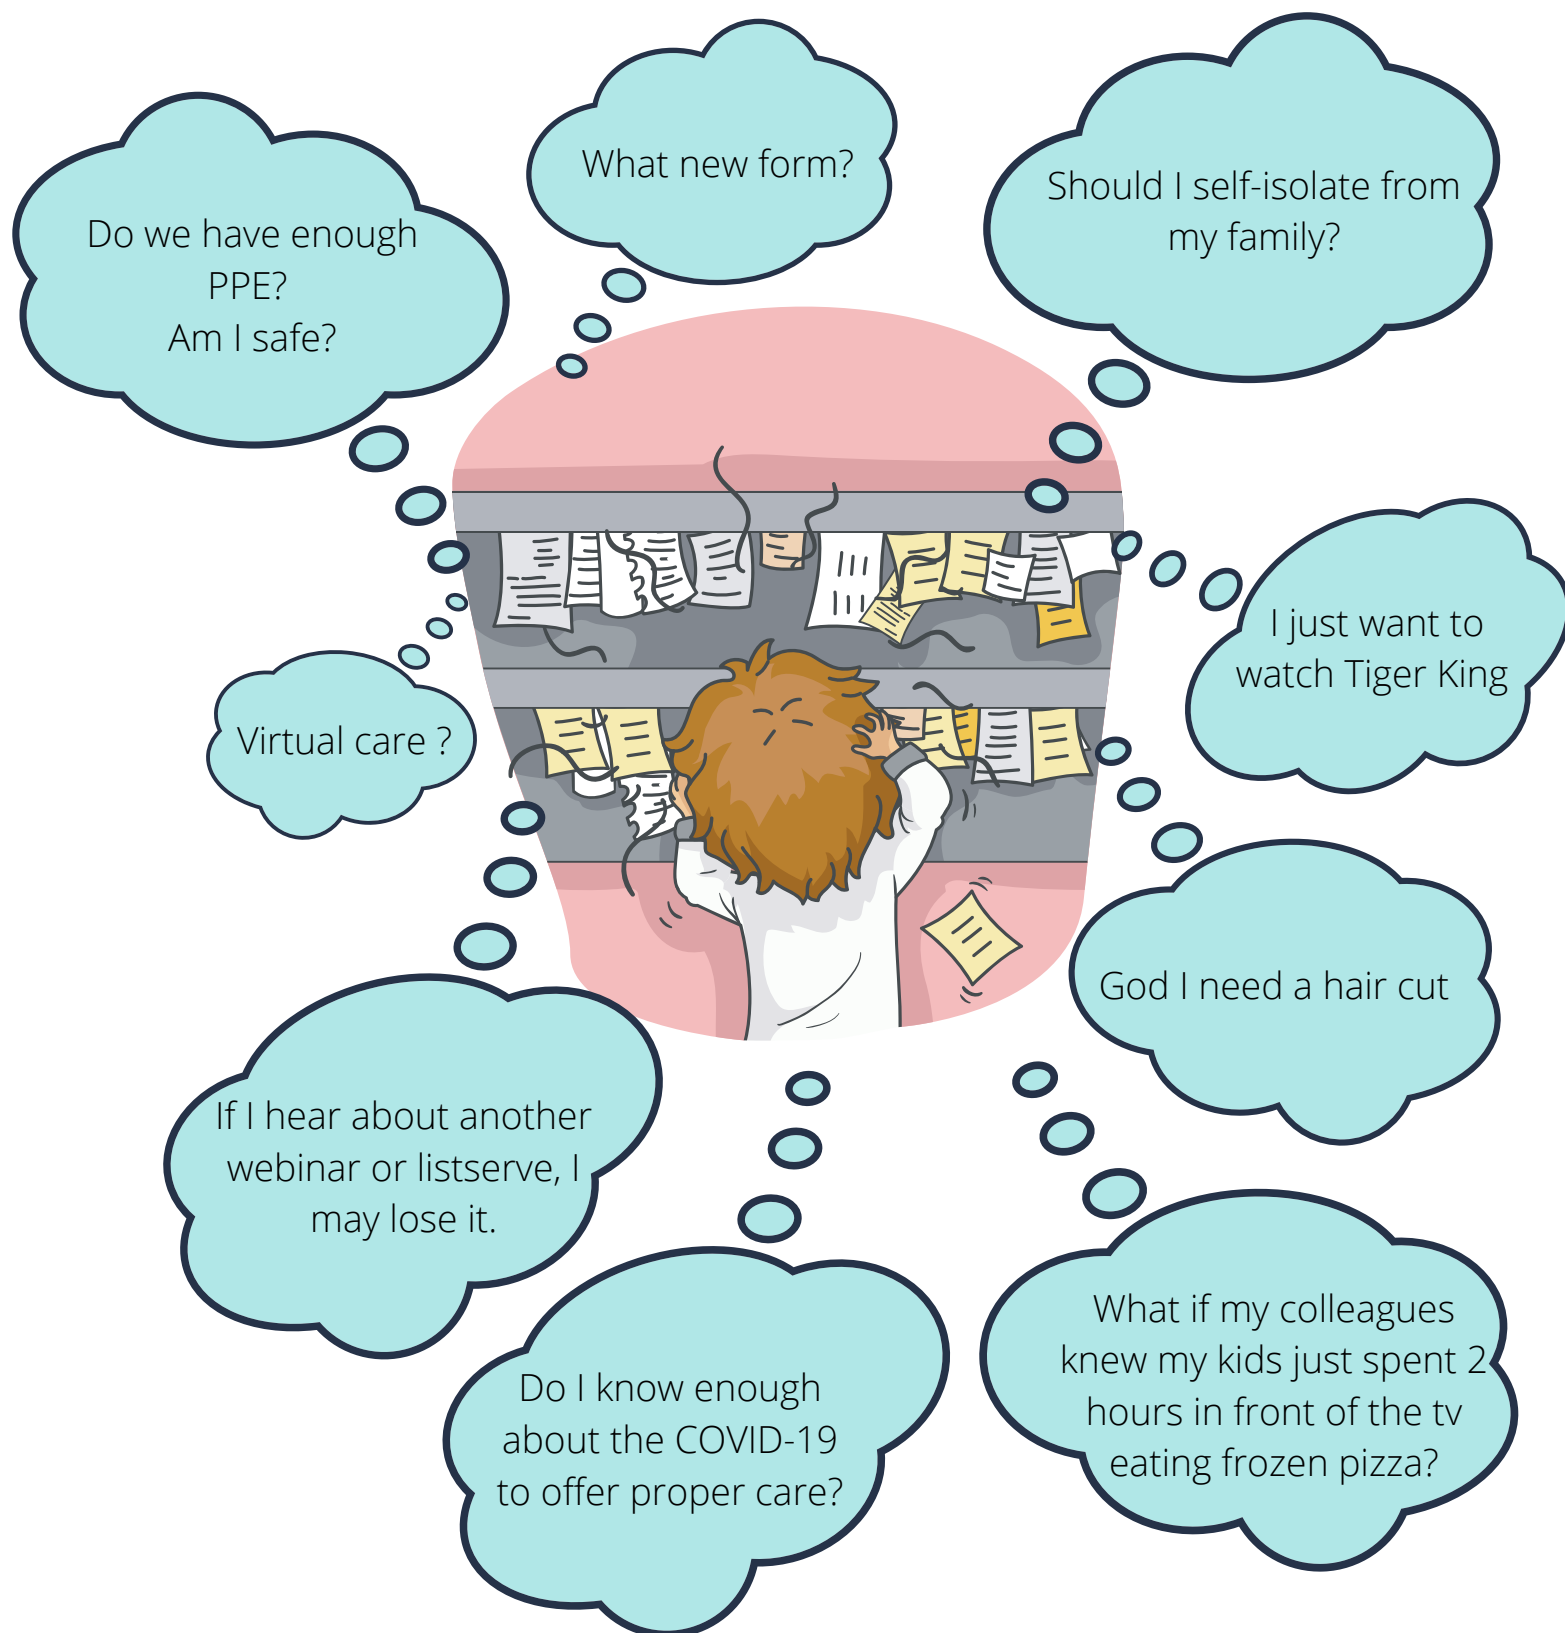 What new form?
Should I self-isolate from
my family?
Do we have enough
PPE?
Am I safe?
I just want to
watch Tiger King
Virtual care ?
God I need a hair cut
If I hear about another
webinar or listserve, I
may lose it.
What if my colleagues
knew my kids just spent 2
hours in front of the tv
eating frozen pizza?
Do I know enough
about the COVID-19
to offer proper care?